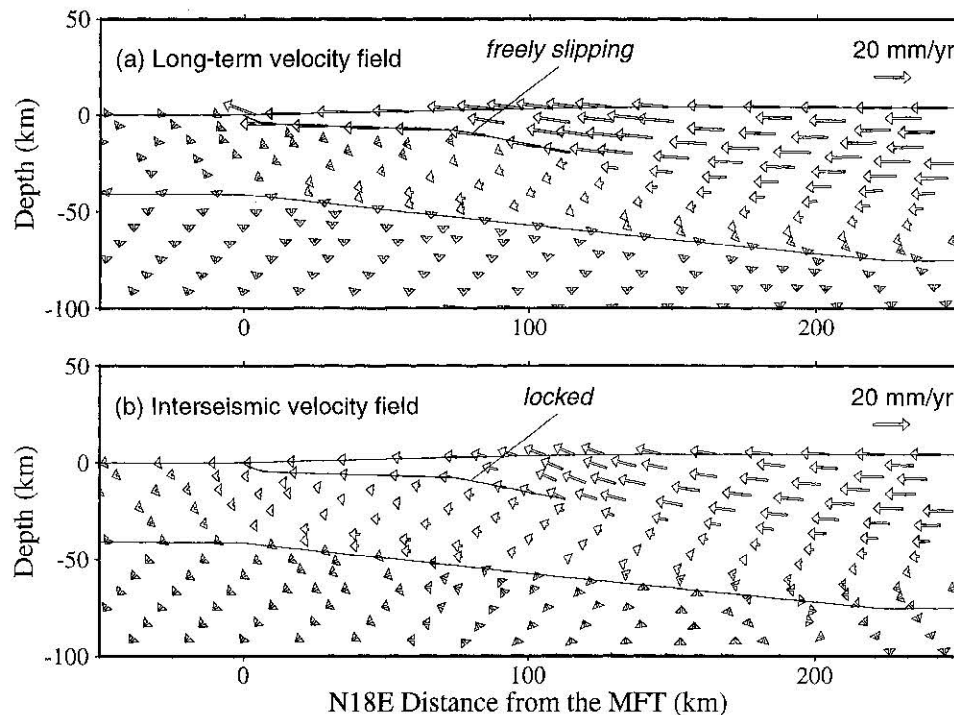 50
(a) Long-term velocity field
freely slipping
20 mm/yr
0
Depth (km)
-50
-100
0
100
200
50
(b) Interseismic velocity field
locked
20 mm/yr
0
Depth (km)
-50
-100
0
100
200
N18E Distance from the MFT (km)